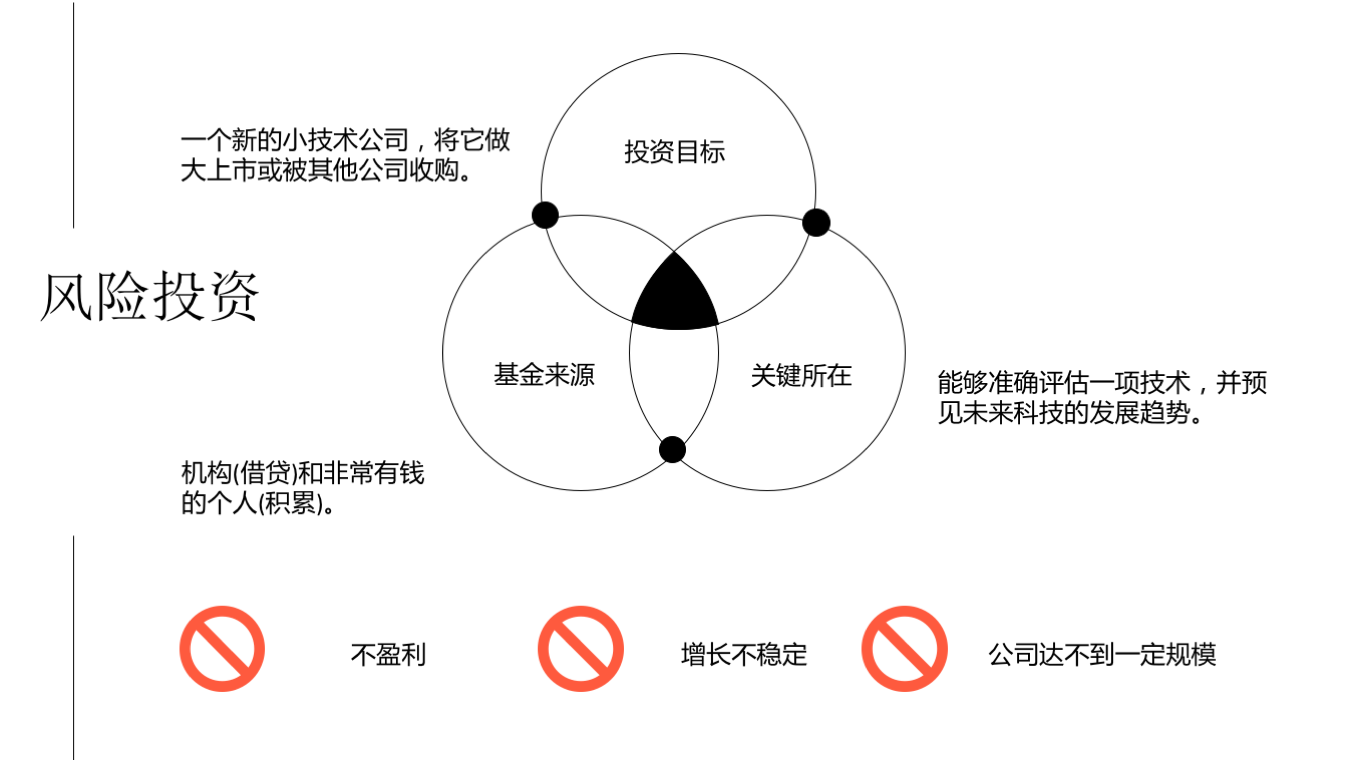 一个新的小技术公司，将它做
大上市或被其他公司收购。
投资目标
风险投资
基金来源
关键所在
能够准确评估一项技术，并预
见未来科技的发展趋势。
机构(借贷)和非常有钱
的个人(积累)。
不盈利
增长不稳定
公司达不到一定规模